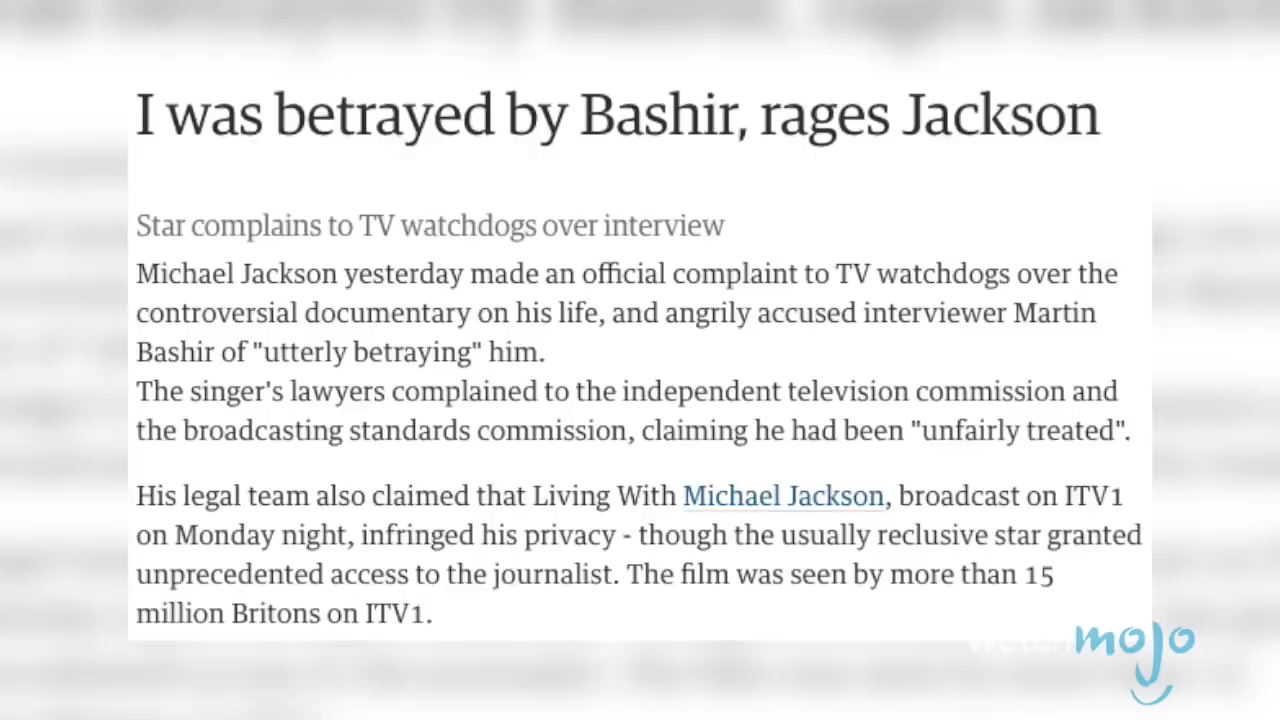 I was betrayed by Bashir, rages Jackson
Star complains to TV watchdogs over interview
Michael Jackson yesterday made an official complaint to TV watchdogs over the
controversial documentary on his life, and angrily accused interviewer Martin
Bashir of "utterly betraying" him.
The singer's lawyers complained to the independent television commission and
the broadcasting standards commission, claiming he had been "unfairly treated".
His legal team also claimed that Living With Michael Jackson, broadcast on ITV1
on Monday night, infringed his privacy - though the usually reclusive star granted
unprecedented access to the journalist. The film was seen by more than 15
million Britons on ITV1.
watch mojo